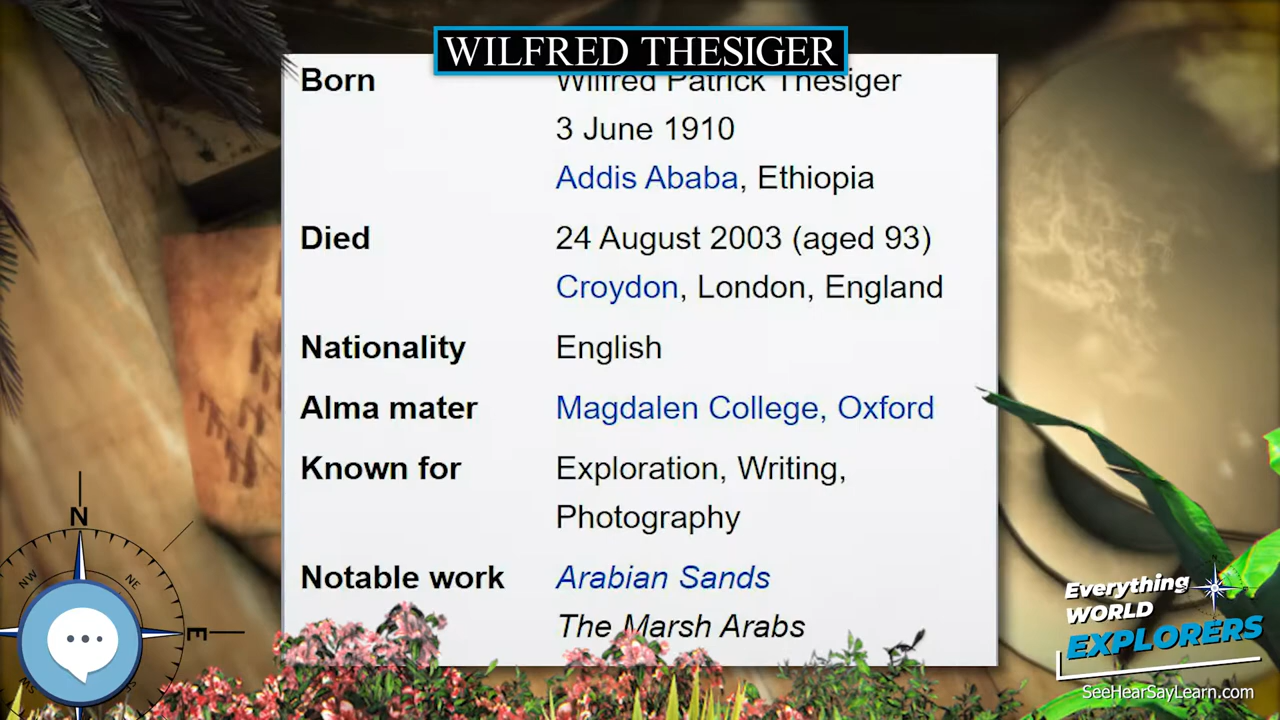 WILFRED THESIGER
Born Wilfred Patrick Thesiger
3 June 1910
Addis Ababa, Ethiopia
Died 24 August 2003 (aged 93)
Croydon, London, England
Nationality English
Alma mater Magdalen College, Oxford
Known for Exploration, Writing,
Photography
Notable work Arabian Sands
The Marsh Arabs
N
NW NE
E
Everything
WORLD
EXPLORERS
SeeHearSayLearn.com